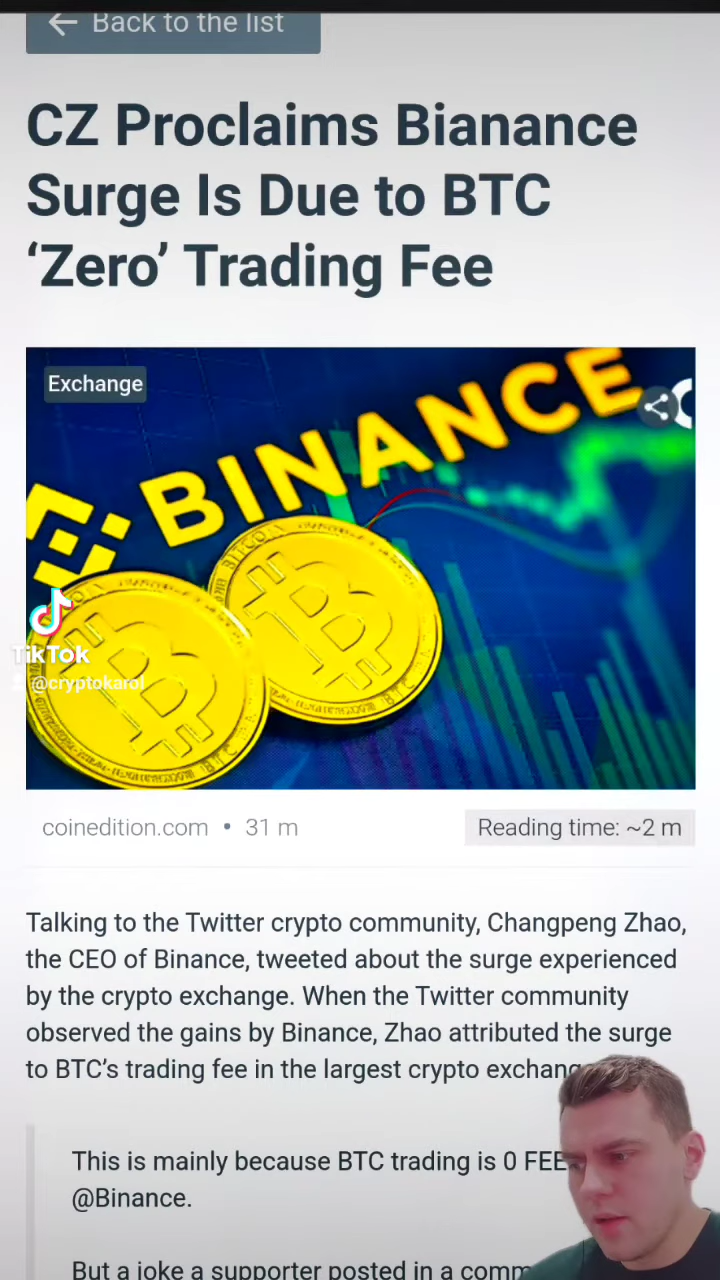 ← Back to the list
CZ Proclaims Bianance
Surge Is Due to BTC
‘Zero’ Trading Fee
Exchange
BINANCE
BITCOIN
BTC
BTC
TikTok
@cryptokarol
coinedition.com • 31 m
Reading time: ~2 m
Talking to the Twitter crypto community, Changpeng Zhao,
the CEO of Binance, tweeted about the surge experienced
by the crypto exchange. When the Twitter community
observed the gains by Binance, Zhao attributed the surge
to BTC’s trading fee in the largest crypto
This is mainly because BTC trading is 0
@Binance.
But a joke a supporter posted in a